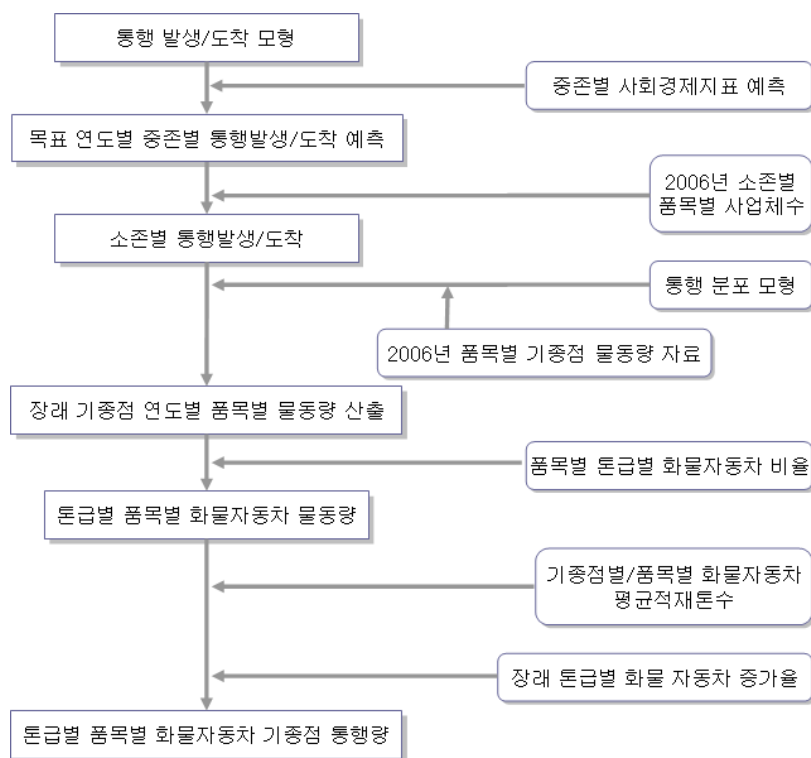 통행 발생/도착 모형
중존별 사회경제지표 예측
목표 연도별 중존별 통행발생/도착 예측
2006년 소존별
품목별 사업체수
소존별 통행발생/도착
통행 분포 모형
2006년 품목별 기종점 물동량 자료
장래 기종점 연도별 품목별 물동량 산출
품목별 톤급별 화물자동차 비율
톤급별 품목별 화물자동차 물동량
기종점별/품목별 화물자동차
평균적재톤수
장래 톤급별 화물 자동차 증가율
톤급별 품목별 화물자동차 기종점 통행량